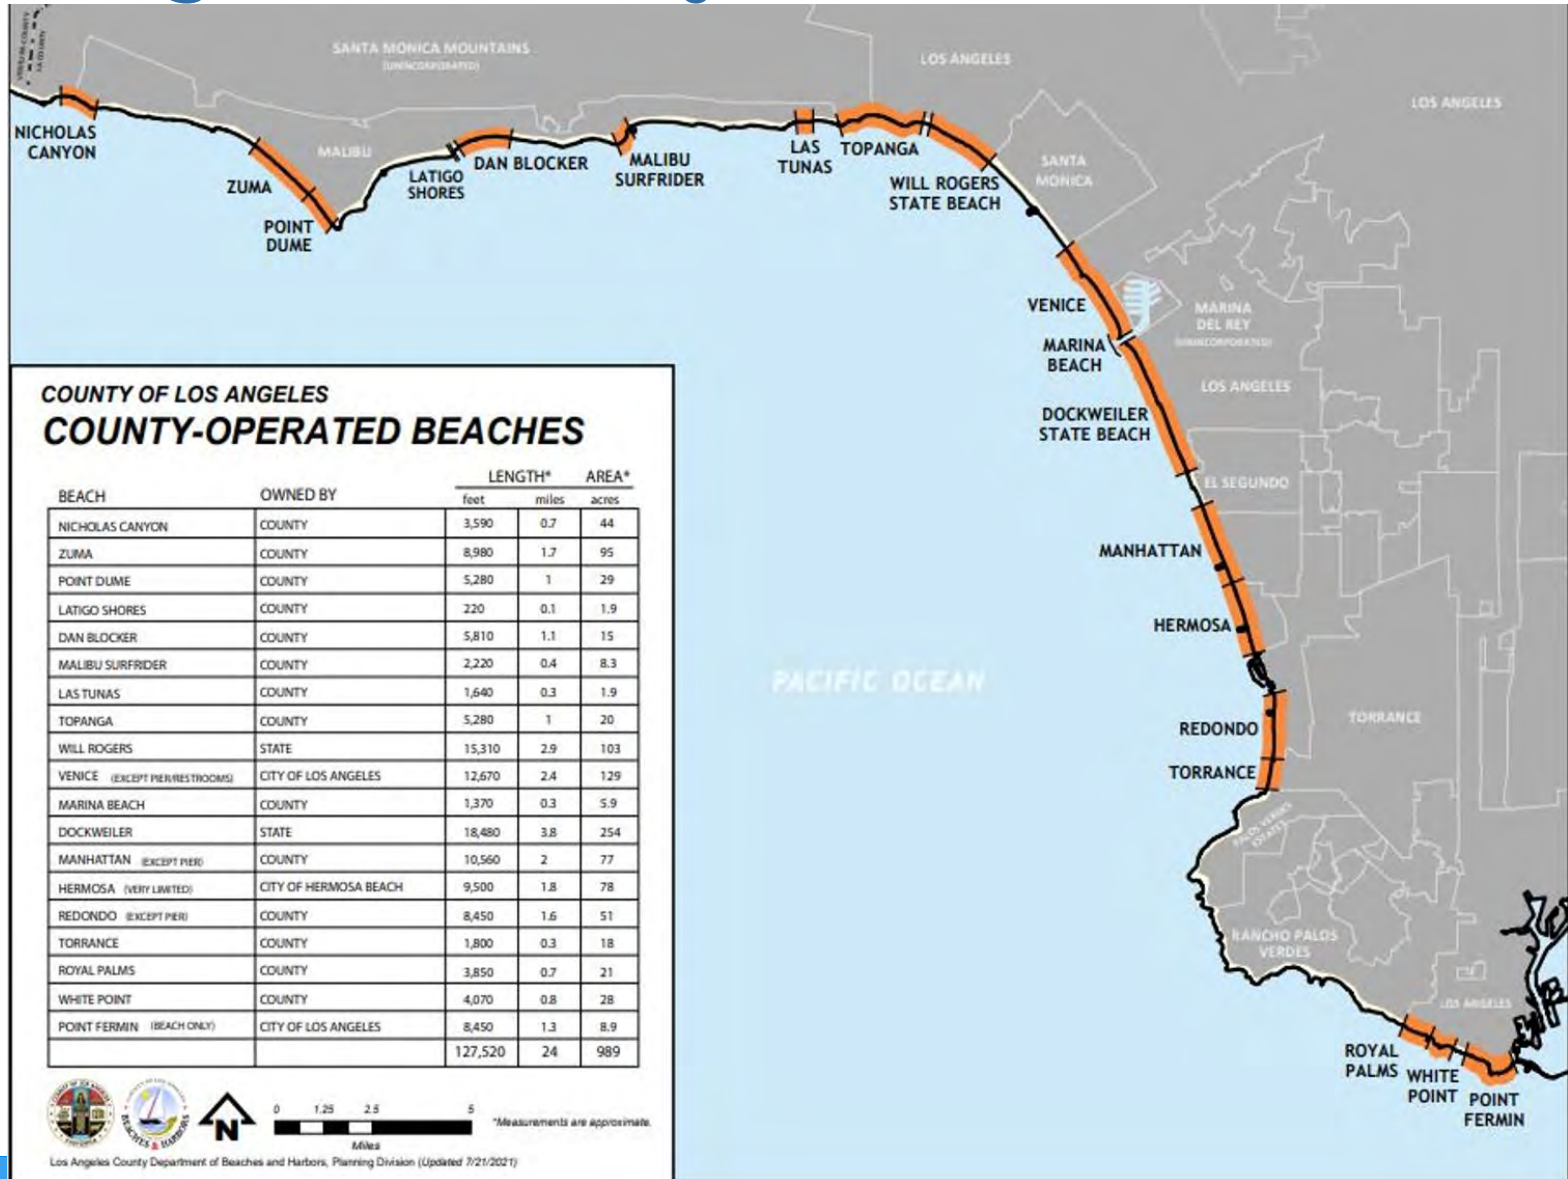 SANTA MONICA MOUNTAINS
(UNINCORPORATED)
LOS ANGELES
LOS ANGELES
NICHOLAS
CANYON
MALIBU
ZUMA
POINT
DUME
LATIGO
SHORES
DAN BLOCKER
MALIBU
SURFRIDER
LAS
TUNAS
TOPANGA
WILL ROGERS
STATE BEACH
SANTA
MONICA
VENICE
MARINA
DEL REY
(UNINCORPORATED)
MARINA
BEACH
LOS ANGELES
DOCKWEILER
STATE BEACH
EL SEGUNDO
MANHATTAN
HERMOSA
PACIFIC OCEAN
REDONDO
TORRANCE
TORRANCE
PALOS VERDES
ESTATES
RANCHO PALOS
VERDES
LOS ANGELES
ROYAL
PALMS
WHITE
POINT
POINT
FERMIN
COUNTY OF LOS ANGELES
COUNTY-OPERATED BEACHES
LENGTH* AREA*
BEACH OWNED BY feet miles acres
NICHOLAS CANYON COUNTY 3,590 0.7 44
ZUMA COUNTY 8,980 1.7 95
POINT DUME COUNTY 5,280 1 29
LATIGO SHORES COUNTY 220 0.1 1.9
DAN BLOCKER COUNTY 5,810 1.1 15
MALIBU SURFRIDER COUNTY 2,220 0.4 8.3
LAS TUNAS COUNTY 1,640 0.3 1.9
TOPANGA COUNTY 5,280 1 20
WILL ROGERS STATE 15,310 2.9 103
VENICE (EXCEPT PIER/RESTROOMS) CITY OF LOS ANGELES 12,670 2.4 129
MARINA BEACH COUNTY 1,370 0.3 5.9
DOCKWEILER STATE 18,480 3.8 254
MANHATTAN (EXCEPT PIER) COUNTY 10,560 2 77
HERMOSA (VERY LIMITED) CITY OF HERMOSA BEACH 9,500 1.8 78
REDONDO (EXCEPT PIER) COUNTY 8,450 1.6 51
TORRANCE COUNTY 1,800 0.3 18
ROYAL PALMS COUNTY 3,850 0.7 21
WHITE POINT COUNTY 4,070 0.8 28
POINT FERMIN (BEACH ONLY) CITY OF LOS ANGELES 8,450 1.3 8.9
127,520 24 989
BEACHES & HARBORS
N
0 1.25 2.5 5
Miles
*Measurements are approximate.
Los Angeles County Department of Beaches and Harbors, Planning Division (Updated 7/21/2021)